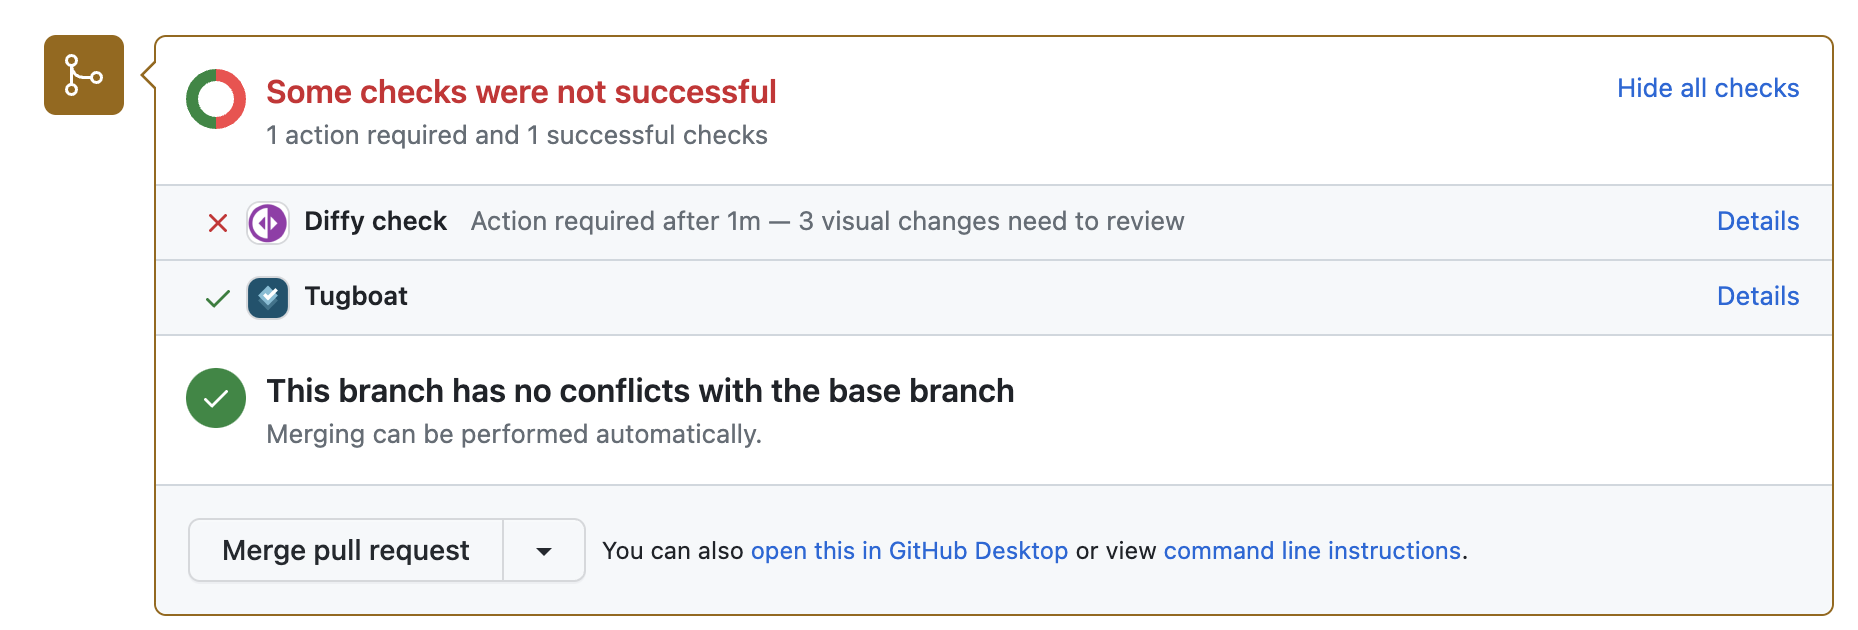 Some checks were not successful
Hide all checks
1 action required and 1 successful checks
Diffy check Action required after 1m — 3 visual changes need to review
Details
Tugboat
Details
This branch has no conflicts with the base branch
Merging can be performed automatically.
Merge pull request
You can also open this in GitHub Desktop or view command line instructions.